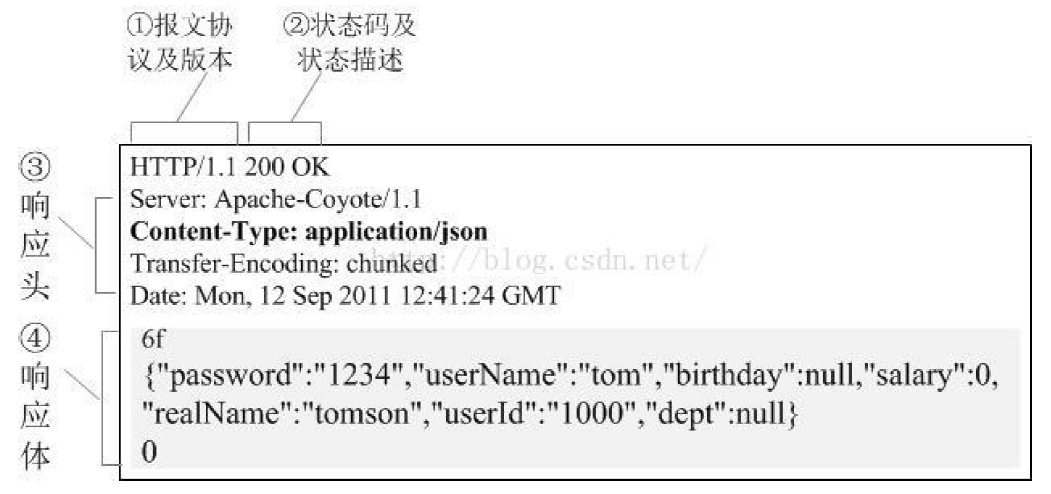 ①报文协
议及版本
②状态码及
状态描述
③
响
应
头
HTTP/1.1 200 OK
Server: Apache-Coyote/1.1
Content-Type: application/json
Transfer-Encoding: chunked
Date: Mon, 12 Sep 2011 12:41:24 GMT
http://blog.csdn.net/
④
响
应
体
6f
{"password":"1234","userName":"tom","birthday":null,"salary":0,
"realName":"tomson","userId":"1000","dept":null}
0